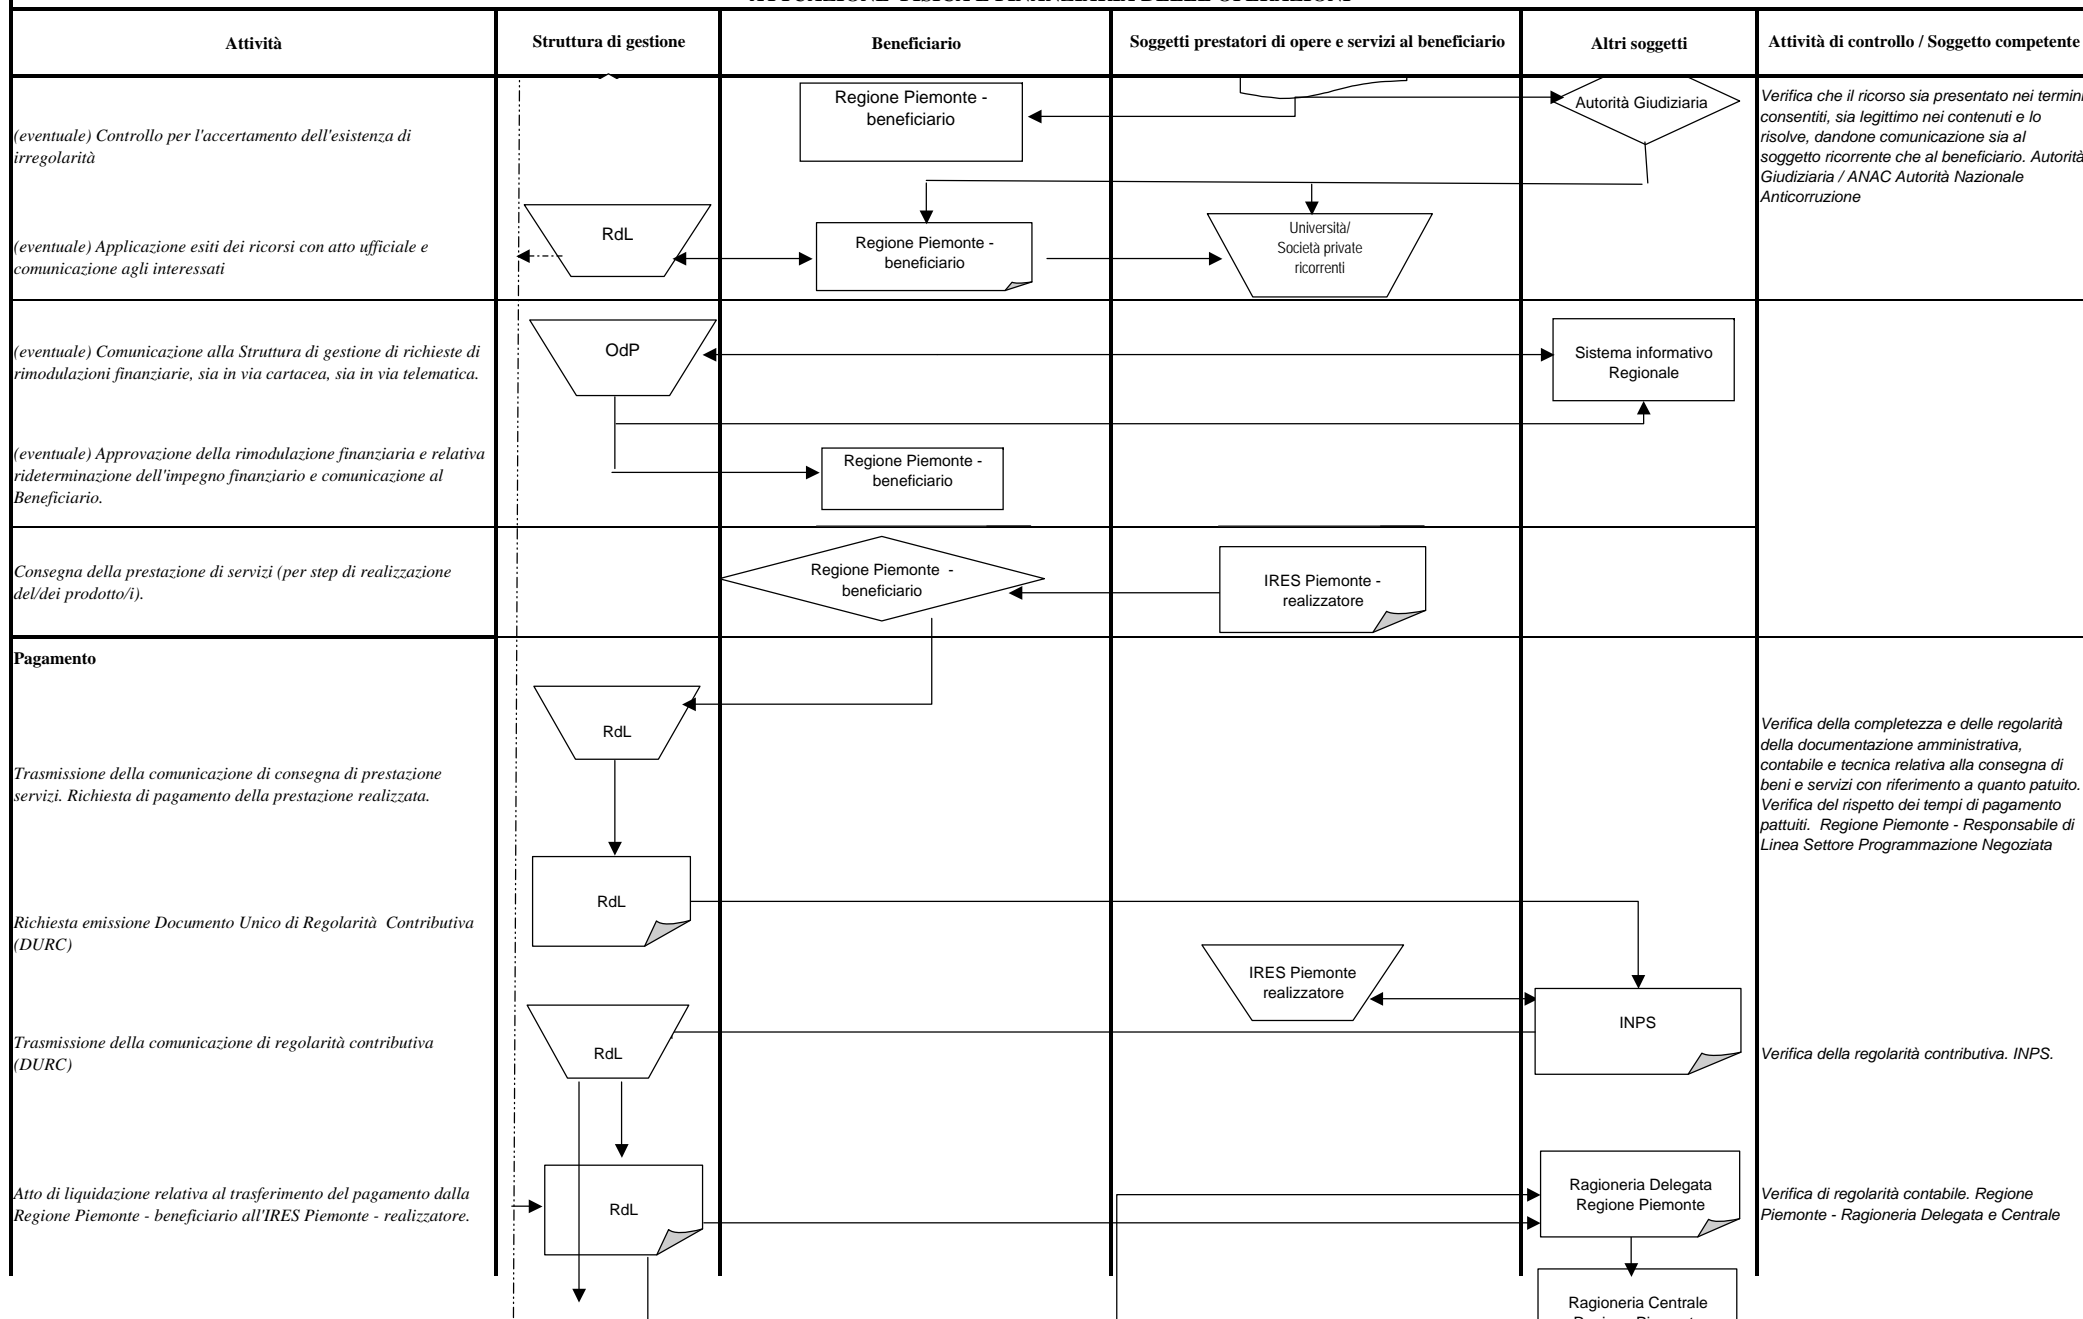 Attività
Struttura di gestione
Beneficiario
Soggetti prestatori di opere e servizi al beneficiario
Altri soggetti
Attività di controllo / Soggetto competente
(eventuale) Controllo per l'accertamento dell'esistenza di
irregolarità
Regione Piemonte -
beneficiario
Autorità Giudiziaria
Verifica che il ricorso sia presentato nei termini
consentiti, sia legittimo nei contenuti e lo
risolve, dandone comunicazione sia al
soggetto ricorrente che al beneficiario. Autorità
Giudiziaria / ANAC Autorità Nazionale
Anticorruzione
(eventuale) Applicazione esiti dei ricorsi con atto ufficiale e
comunicazione agli interessati
RdL
Regione Piemonte -
beneficiario
Università/
Società private
ricorrenti
(eventuale) Comunicazione alla Struttura di gestione di richieste di
rimodulazioni finanziarie, sia in via cartacea, sia in via telematica.
OdP
Sistema informativo
Regionale
(eventuale) Approvazione della rimodulazione finanziaria e relativa
rideterminazione dell'impegno finanziario e comunicazione al
Beneficiario.
Regione Piemonte -
beneficiario
Consegna della prestazione di servizi (per step di realizzazione
del/dei prodotto/i).
Regione Piemonte -
beneficiario
IRES Piemonte -
realizzatore
Pagamento
RdL
Trasmissione della comunicazione di consegna di prestazione
servizi. Richiesta di pagamento della prestazione realizzata.
Verifica della completezza e delle regolarità
della documentazione amministrativa,
contabile e tecnica relativa alla consegna di
beni e servizi con riferimento a quanto patuito.
Verifica del rispetto dei tempi di pagamento
pattuiti. Regione Piemonte - Responsabile di
Linea Settore Programmazione Negoziata
Richiesta emissione Documento Unico di Regolarità Contributiva
(DURC)
RdL
IRES Piemonte
realizzatore
INPS
Trasmissione della comunicazione di regolarità contributiva
(DURC)
RdL
Verifica della regolarità contributiva. INPS.
Atto di liquidazione relativa al trasferimento del pagamento dalla
Regione Piemonte - beneficiario all'IRES Piemonte - realizzatore.
RdL
Ragioneria Delegata
Regione Piemonte
Verifica di regolarità contabile. Regione
Piemonte - Ragioneria Delegata e Centrale
Ragioneria Centrale